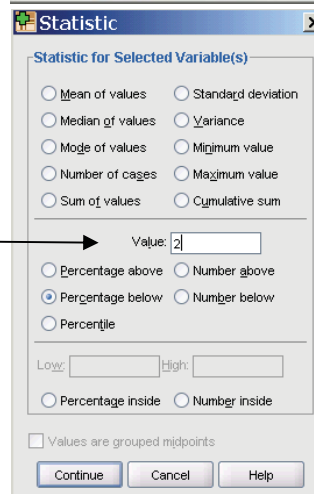 Statistic
Statistic for Selected Variable(s)
Mean of values Standard deviation
Median of values Variance
Mode of values Minimum value
Number of cases Maximum value
Sum of values Cumulative sum
Value: 2
Percentage above Number above
Percentage below Number below
Percentile
Low: High:
Percentage inside Number inside
Values are grouped midpoints
Continue Cancel Help